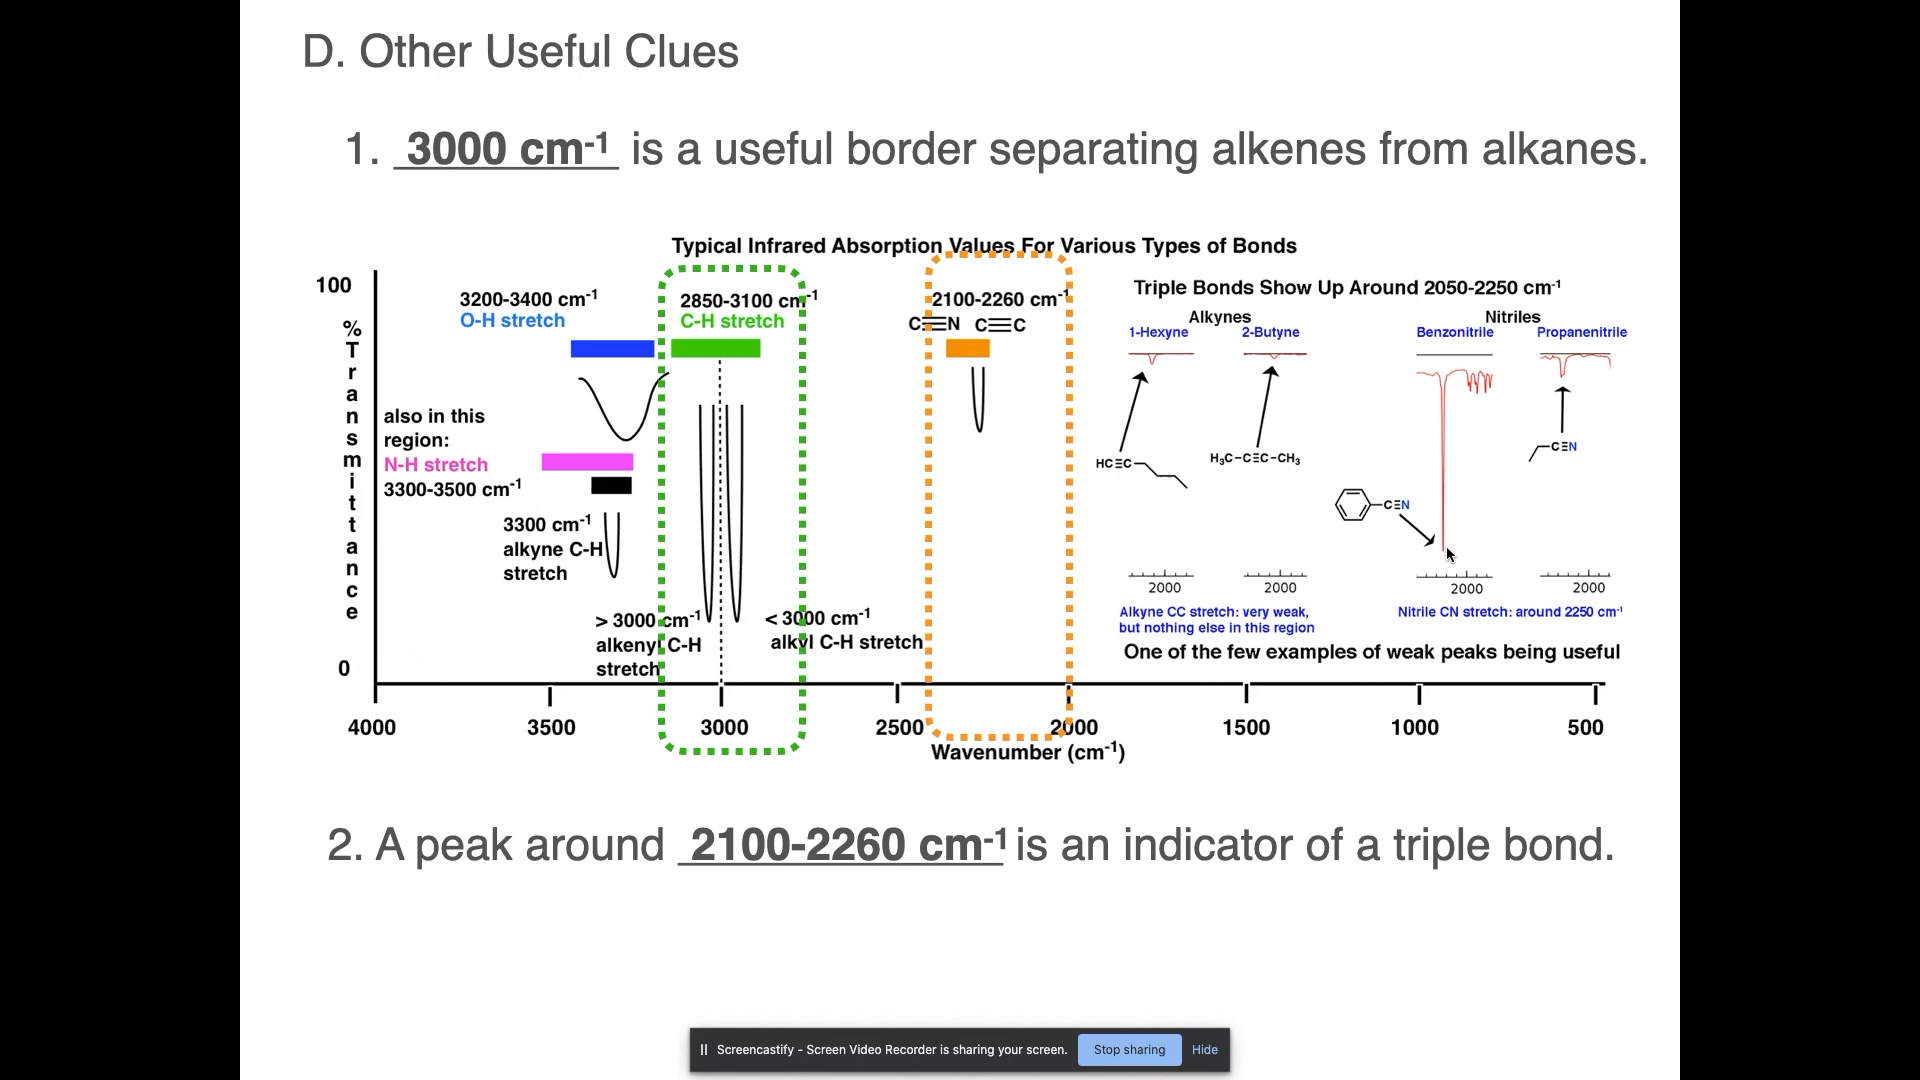 D. Other Useful Clues
1. 3000 cm-1 is a useful border separating alkenes from alkanes.
Typical Infrared Absorption Values For Various Types of Bonds
100
% Transmittance
0
3200-3400 cm-1
O-H stretch
also in this
region:
N-H stretch
3300-3500 cm-1
3300 cm-1
alkyne C-H
stretch
2850-3100 cm-1
C-H stretch
> 3000 cm-1
alkenyl C-H
stretch
< 3000 cm-1
alkyl C-H stretch
2100-2260 cm-1
C≡N C≡C
Triple Bonds Show Up Around 2050-2250 cm-1
Alkynes
Nitriles
1-Hexyne
2-Butyne
Benzonitrile
Propanenitrile
HC≡C
H3C-C≡C-CH3
C≡N
C≡N
2000
2000
2000
2000
Alkyne CC stretch: very weak,
but nothing else in this region
Nitrile CN stretch: around 2250 cm-1
One of the few examples of weak peaks being useful
4000 3500 3000 2500 2000 1500 1000 500
Wavenumber (cm-1)
2. A peak around 2100-2260 cm-1 is an indicator of a triple bond.
Screencastify - Screen Video Recorder is sharing your screen. Stop sharing Hide